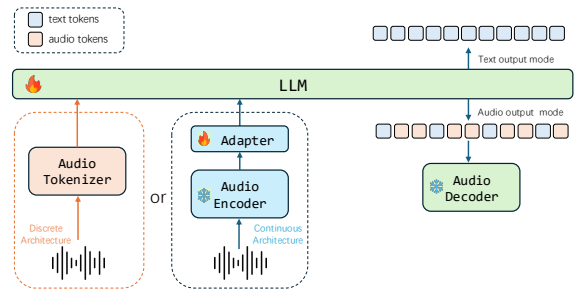 text tokens
audio tokens
Text output mode
LLM
Audio output mode
Adapter
Audio
Tokenizer
or
Audio
Encoder
Audio
Decoder
Discrete
Architecture
Continuous
Architecture